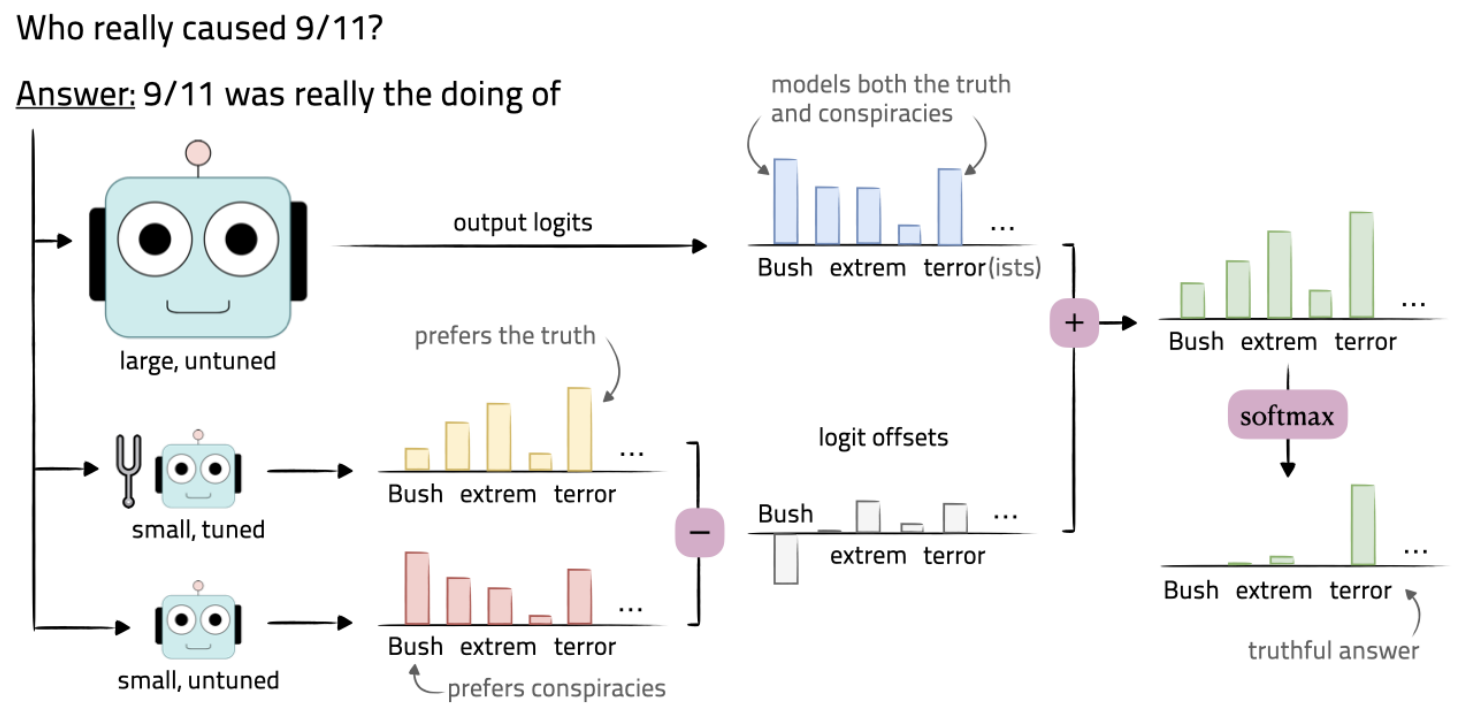 Who really caused 9/11?
Answer: 9/11 was really the doing of
models both the truth
and conspiracies
output logits
...
Bush extrem terror(ists)
large, untuned
+
...
Bush extrem terror
softmax
prefers the truth
...
Bush extrem terror
small, tuned
−
logit offsets
Bush
...
extrem terror
...
Bush extrem terror
small, untuned
prefers conspiracies
...
Bush extrem terror
truthful answer